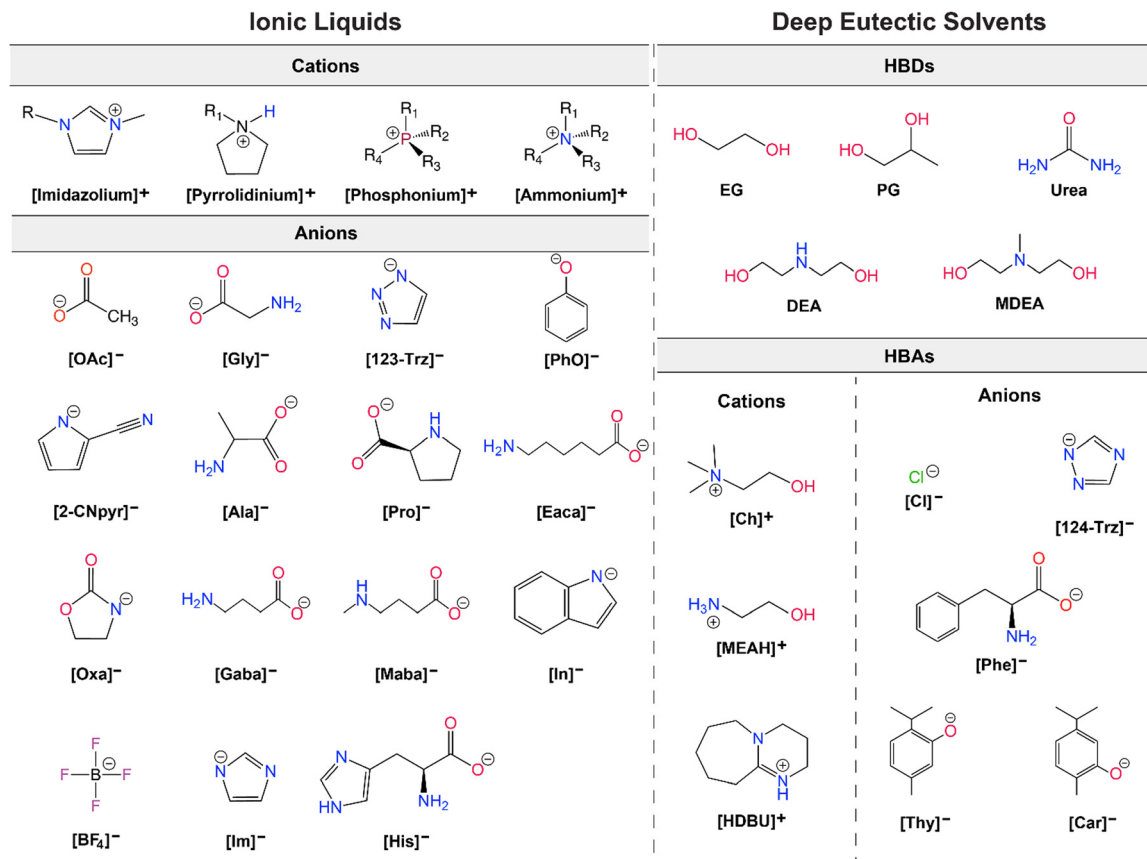 Ionic Liquids
Cations
R N N ⊕
[Imidazolium]+
R1 N H ⊕
[Pyrrolidinium]+
R1 ⊕ P R2 R4 R3
[Phosphonium]+
R1 ⊕ N R2 R4 R3
[Ammonium]+
Anions
O ⊖ O CH3
[OAc]−
O ⊖ O NH2
[Gly]−
N ⊖ N N
[123-Trz]−
⊖ O
[PhO]−
N ⊖ N
[2-CNpyr]−
O ⊖ H2N O
[Ala]−
O ⊖ H N O
[Pro]−
H2N O O ⊖
[Eaca]−
O O N ⊖
[Oxa]−
H2N O O ⊖
[Gaba]−
H N O O ⊖
[Maba]−
N ⊖
[In]−
F F B ⊖ F F
[BF4]−
⊖ N N
[Im]−
N HN O O ⊖ NH2
[His]−
Deep Eutectic Solvents
HBDs
HO OH
EG
OH HO
PG
O H2N NH2
Urea
H N HO OH
DEA
N HO OH
MDEA
HBAs
Cations
N ⊕ OH
[Ch]+
H3N ⊕ OH
[MEAH]+
N ⊕ N H
[HDBU]+
Anions
Cl ⊖
[Cl]−
⊖ N N N
[124-Trz]−
O O ⊖ NH2
[Phe]−
O ⊖
[Thy]−
O ⊖
[Car]−